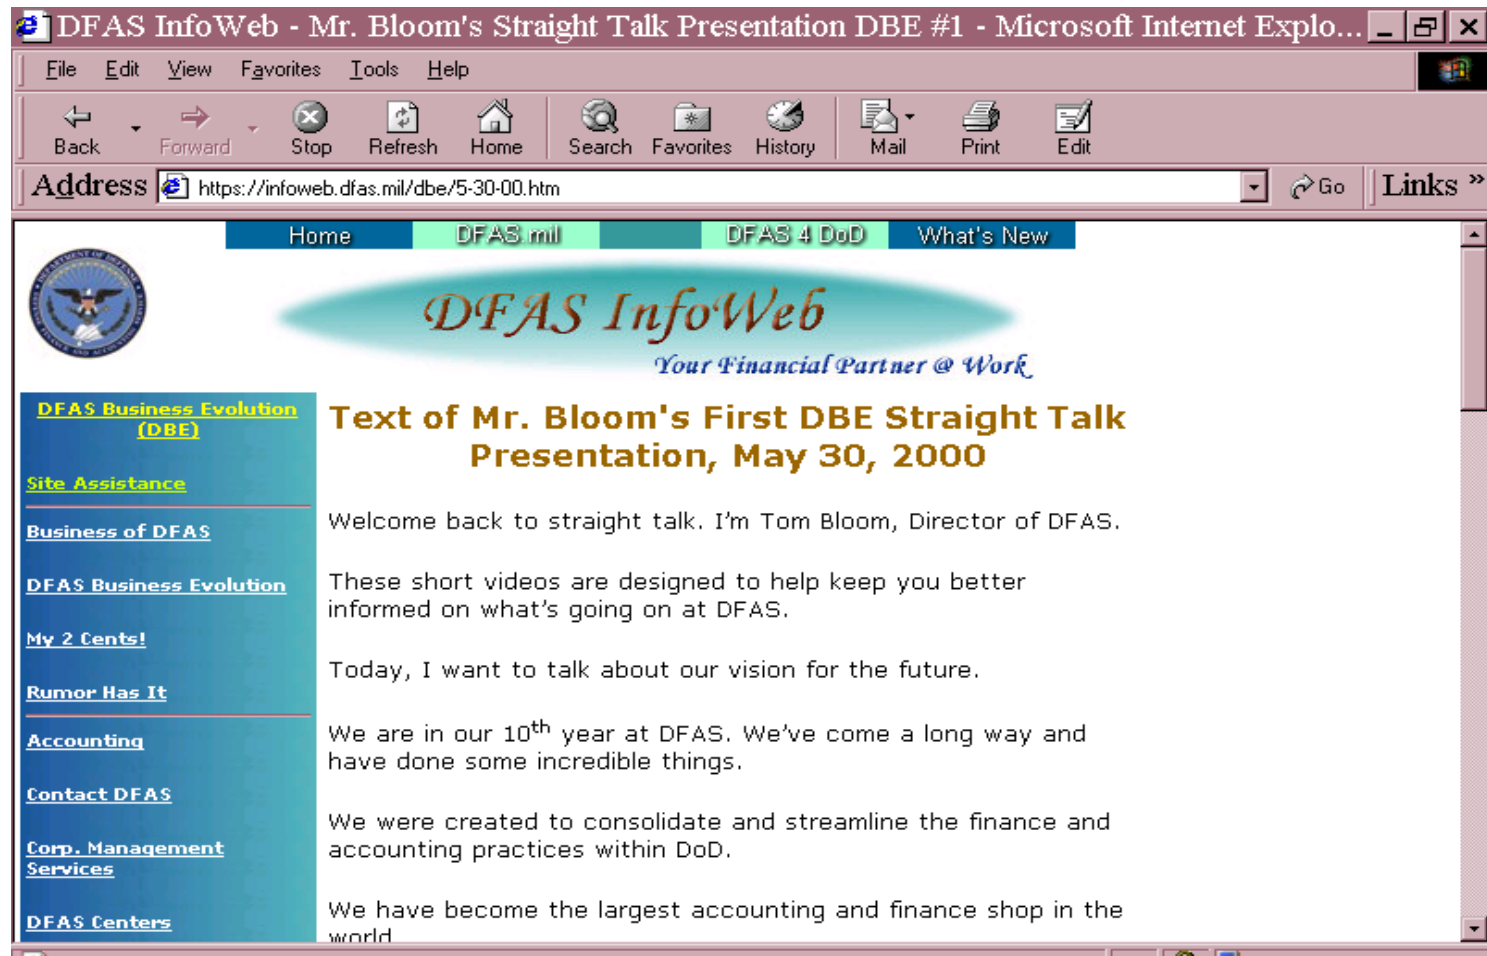 DFAS InfoWeb - Mr. Bloom's Straight Talk Presentation DBE #1 - Microsoft Internet Explo...
File Edit View Favorites Tools Help
Back Forward Stop Refresh Home Search Favorites History Mail Print Edit
Address https://infoweb.dfas.mil/dbe/5-30-00.htm Go Links »
Home DFAS.mil DFAS 4 DoD What's New
DFAS InfoWeb
Your Financial Partner @ Work
DFAS Business Evolution
(DBE)
Site Assistance
Business of DFAS
DFAS Business Evolution
My 2 Cents!
Rumor Has It
Accounting
Contact DFAS
Corp. Management
Services
DFAS Centers
Text of Mr. Bloom's First DBE Straight Talk
Presentation, May 30, 2000
Welcome back to straight talk. I’m Tom Bloom, Director of DFAS.
These short videos are designed to help keep you better
informed on what’s going on at DFAS.
Today, I want to talk about our vision for the future.
We are in our 10th year at DFAS. We’ve come a long way and
have done some incredible things.
We were created to consolidate and streamline the finance and
accounting practices within DoD.
We have become the largest accounting and finance shop in the
world